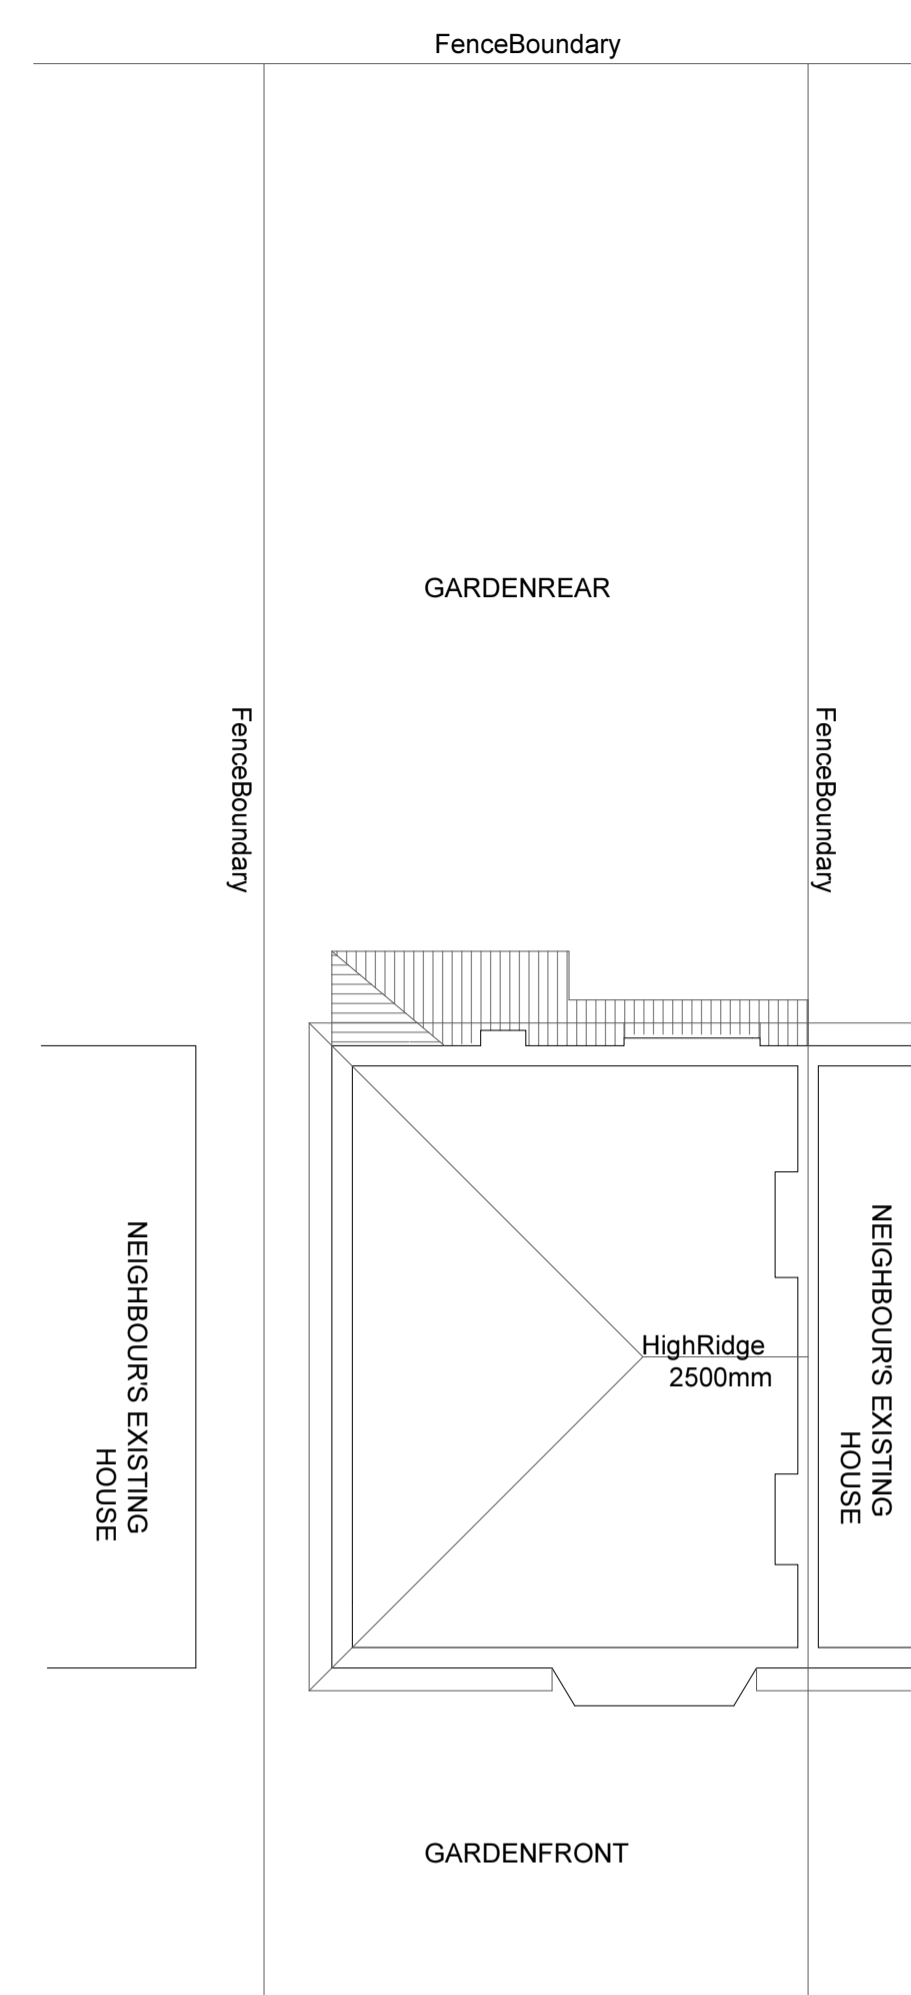 FenceBoundary
GARDENREAR
FenceBoundary
FenceBoundary
NEIGHBOUR'S EXISTING
HOUSE
HighRidge
2500mm
NEIGHBOUR'S EXISTING
HOUSE
GARDENFRONT